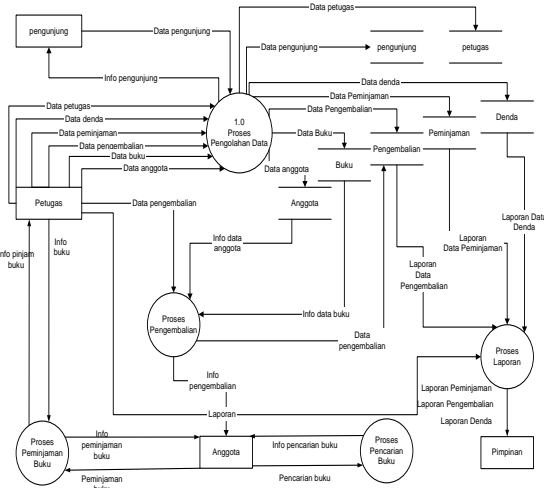 Data petugas
pengunjung
Data pengunjung
Data pengunjung
pengunjung
petugas
Info pengunjung
Data denda
Data petugas
Data Peminjaman
Data denda
1.0
Proses
Pengolahan Data
Data Pengembalian
Denda
Data peminjaman
Data Buku
Peminjaman
Data pencembalian
Pengembalian
Data buku
Buku
Data anggota
Data anggota
Petugas
Data pengembalian
Anggota
Laporan Data
Denda
Info pinjam
buku
Info
buku
Info data
anggota
Laporan
Data Peminjaman
Laporan
Data
Pengembalian
Proses
Pengembalian
Info data buku
Data
pengembalian
Proses
Laporan
Info
pengembalian
Laporan Peminjaman
Laporan Pengembalian
Laporan
Laporan Denda
Proses
Peminjaman
Buku
Info
peminjaman
buku
Anggota
Info pencarian buku
Proses
Pencarian
Buku
Pimpinan
Peminjaman
buku
Pencarian buku